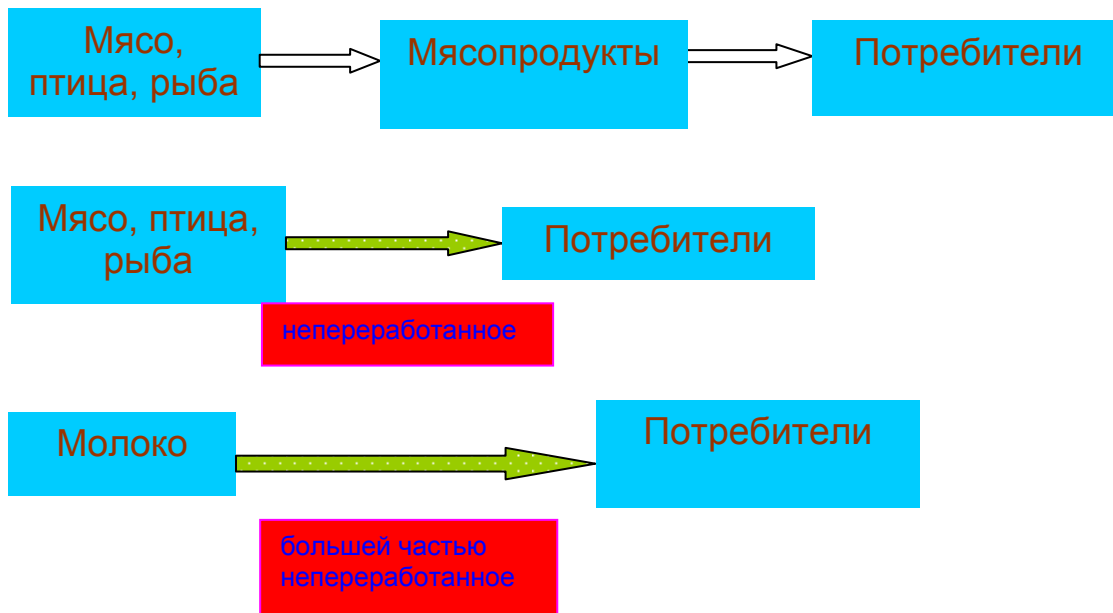 Мясо,
птица, рыба
Мясопродукты
Потребители
Мясо, птица,
рыба
Потребители
непереработанное
Молоко
Потребители
большей частью
непереработанное